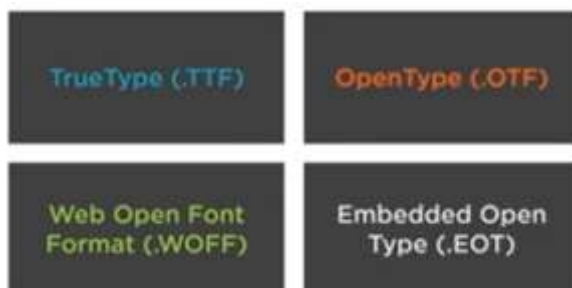 TrueType (.TTF)
OpenType (.OTF)
Web Open Font
Format (.WOFF)
Embedded Open
Type (.EOT)